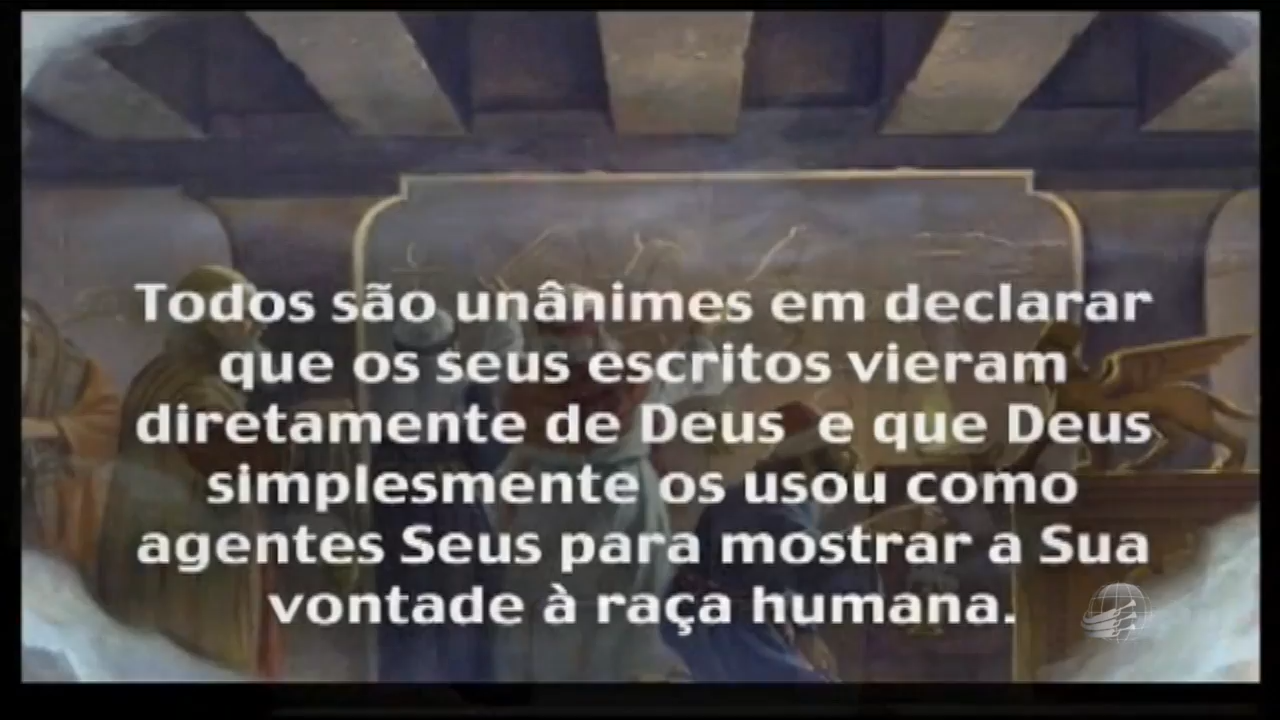 Todos são unânimes em declarar
que os seus escritos vieram
diretamente de Deus  e que Deus
simplesmente os usou como
agentes Seus para mostrar a Sua
vontade à raça humana.